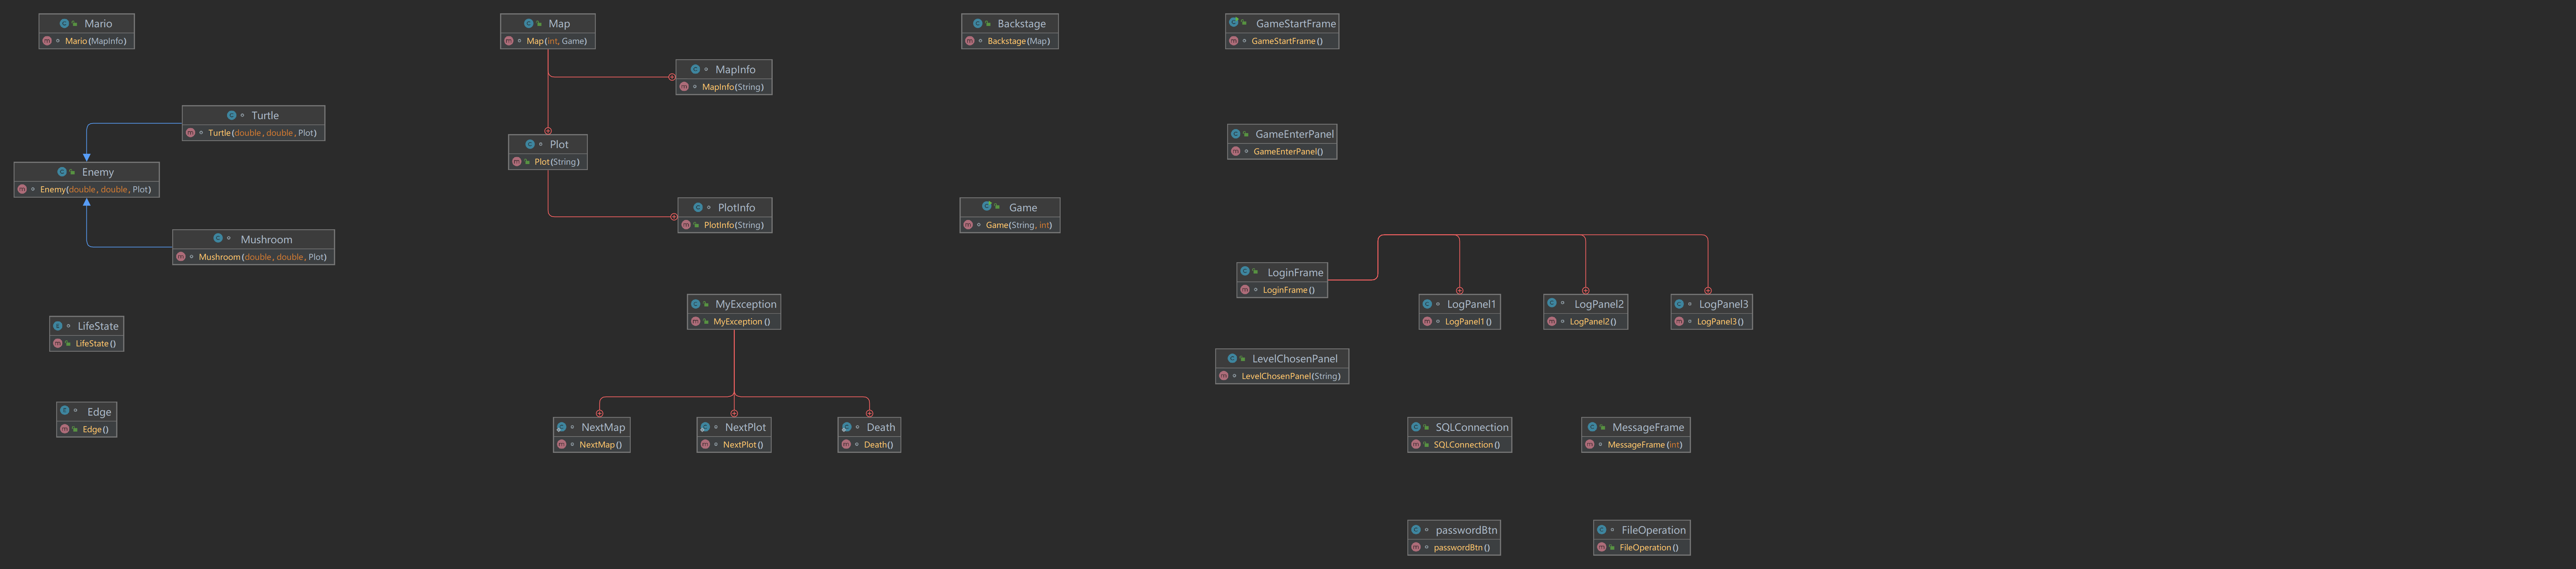 Mario
Mario(MapInfo)
Map
Map(int, Game)
Backstage
Backstage(Map)
GameStartFrame
GameStartFrame()
MapInfo
MapInfo(String)
Turtle
Turtle(double, double, Plot)
GameEnterPanel
GameEnterPanel()
Plot
Plot(String)
Enemy
Enemy(double, double, Plot)
PlotInfo
PlotInfo(String)
Game
Game(String, int)
Mushroom
Mushroom(double, double, Plot)
LoginFrame
LoginFrame()
MyException
MyException()
LogPanel1
LogPanel1()
LogPanel2
LogPanel2()
LogPanel3
LogPanel3()
LifeState
LifeState()
LevelChosenPanel
LevelChosenPanel(String)
Edge
Edge()
NextMap
NextMap()
NextPlot
NextPlot()
Death
Death()
SQLConnection
SQLConnection()
MessageFrame
MessageFrame(int)
passwordBtn
passwordBtn()
FileOperation
FileOperation()